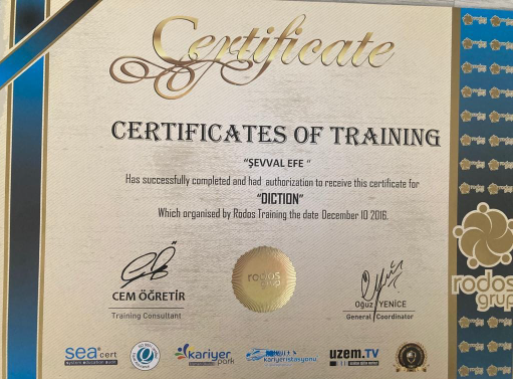 Certificate
CERTIFICATES OF TRAINING
"ŞEVVAL EFE "
Has successfully completed and had authorization to receive this certificate for
"DICTION"
Which organised by Rodos Training the date December 10 2016.
rodos
CEM ÖĞRETİR
Training Consultant
Oğuz YENİCE
General Coordinator
rodos
grup
sea cert
kariyer
park
kariyeristasyonu
uzem.TV